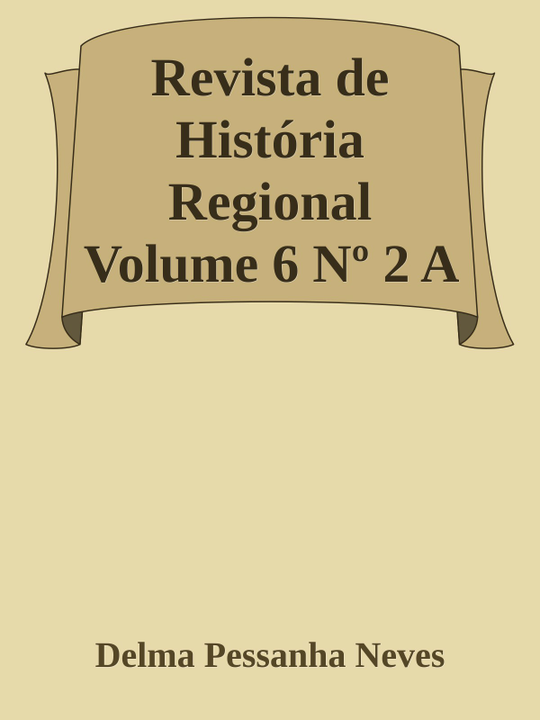 Revista de
História
Regional
Volume 6 Nº 2 A
Delma Pessanha Neves